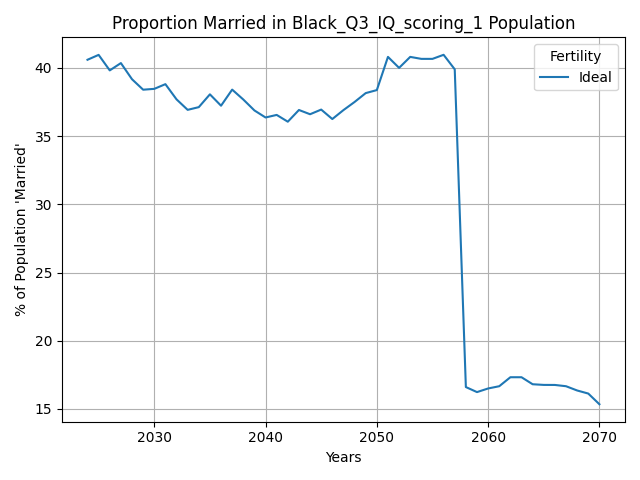 Proportion Married in Black_Q3_IQ_scoring_1 Population
Fertility
Ideal
% of Population 'Married'
40
35
30
25
20
15
2030
2040
2050
2060
2070
Years